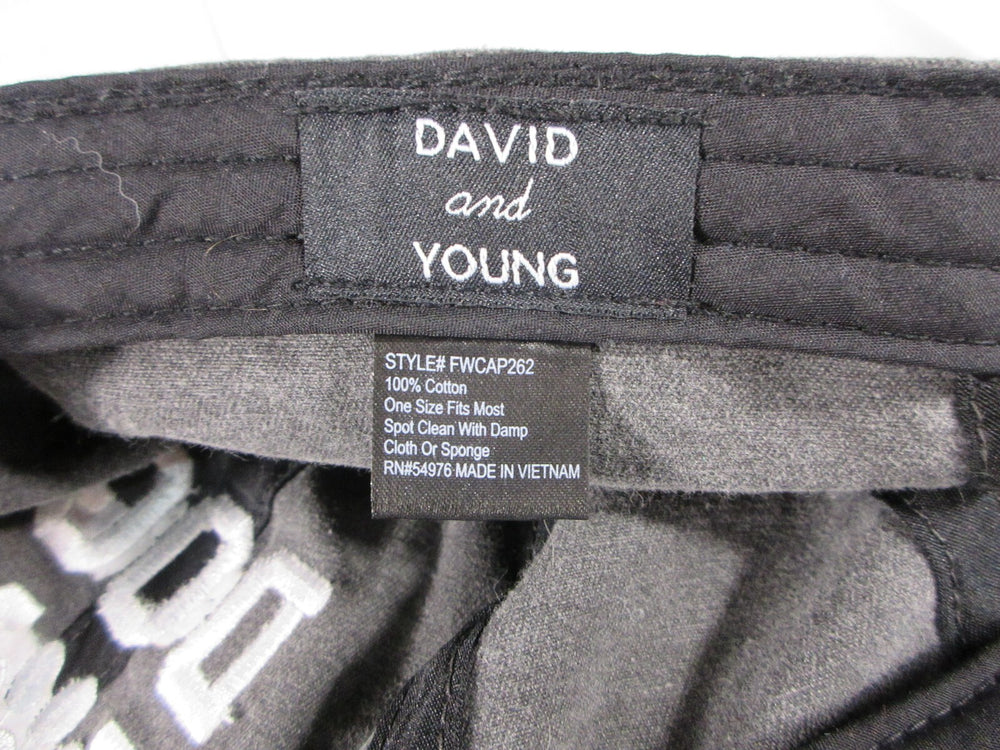 DAVID
and
YOUNG
STYLE# FWCAP262
100% Cotton
One Size Fits Most
Spot Clean With Damp
Cloth Or Sponge
RN#54976 MADE IN VIETNAM